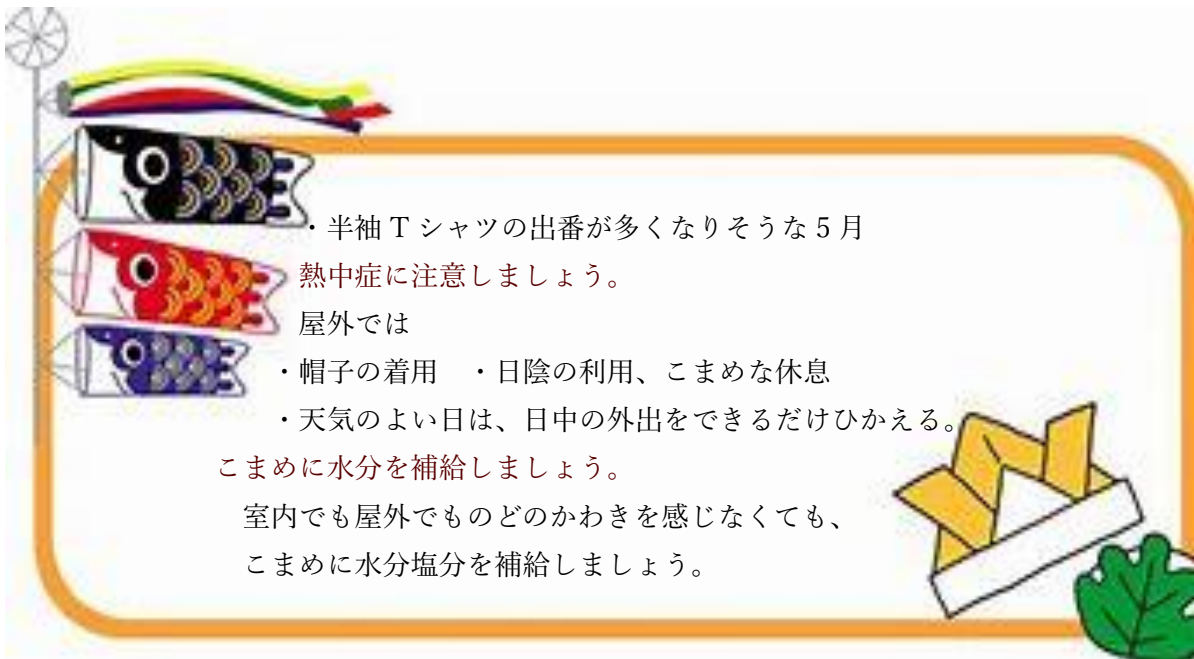 ・半袖Tシャツの出番が多くなりそうな5月
熱中症に注意しましょう。
屋外では
・帽子の着用　・日陰の利用、こまめな休息
・天気のよい日は、日中の外出をできるだけひかえる。
こまめに水分を補給しましょう。
室内でも屋外でものどのかわきを感じなくても、
こまめに水分塩分を補給しましょう。